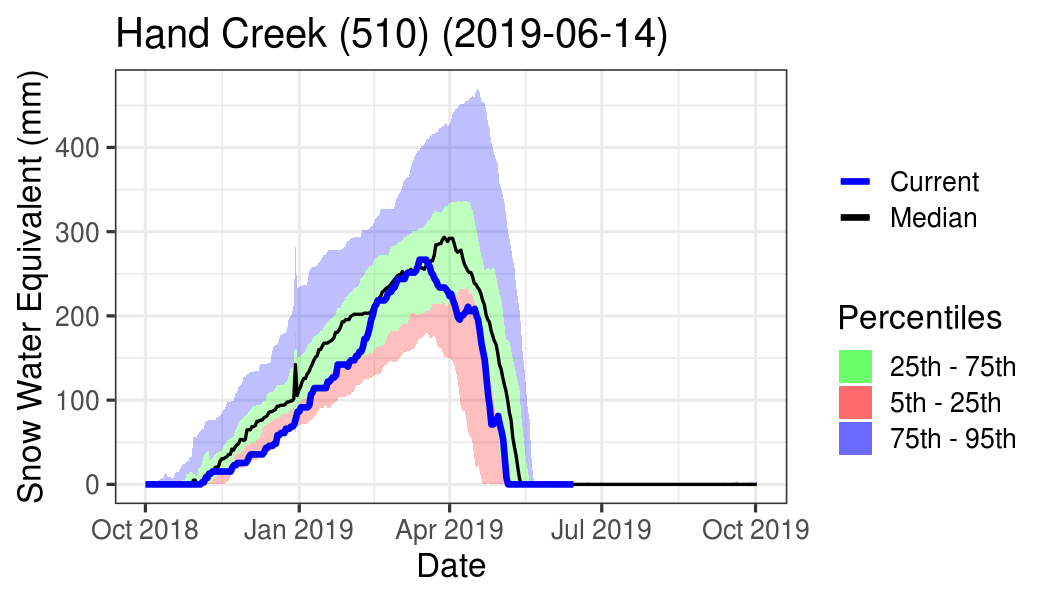 Hand Creek (510) (2019-06-14)
Snow Water Equivalent (mm)
400
300
200
100
0
Oct 2018
Jan 2019
Apr 2019
Jul 2019
Oct 2019
Date
Current
Median
Percentiles
25th - 75th
5th - 25th
75th - 95th